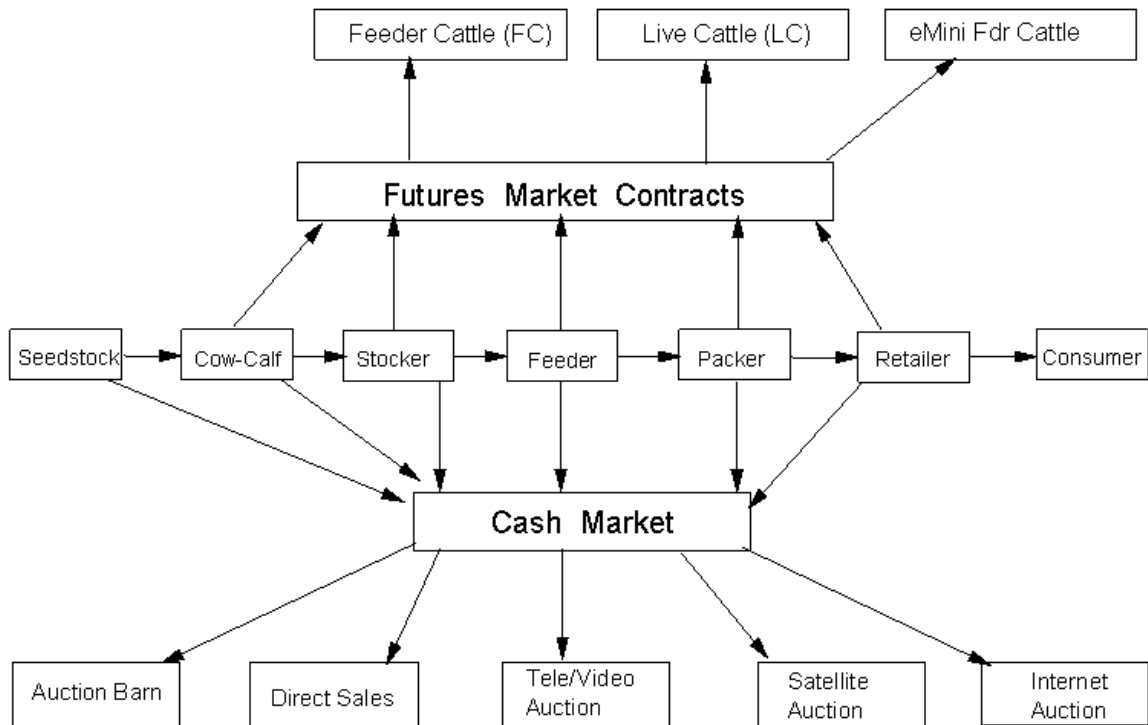 Feeder Cattle (FC)
Live Cattle (LC)
eMini Fdr Cattle
Futures Market Contracts
Seedstock
Cow-Calf
Stocker
Feeder
Packer
Retailer
Consumer
Cash Market
Auction Barn
Direct Sales
Tele/Video
Auction
Satellite
Auction
Internet
Auction